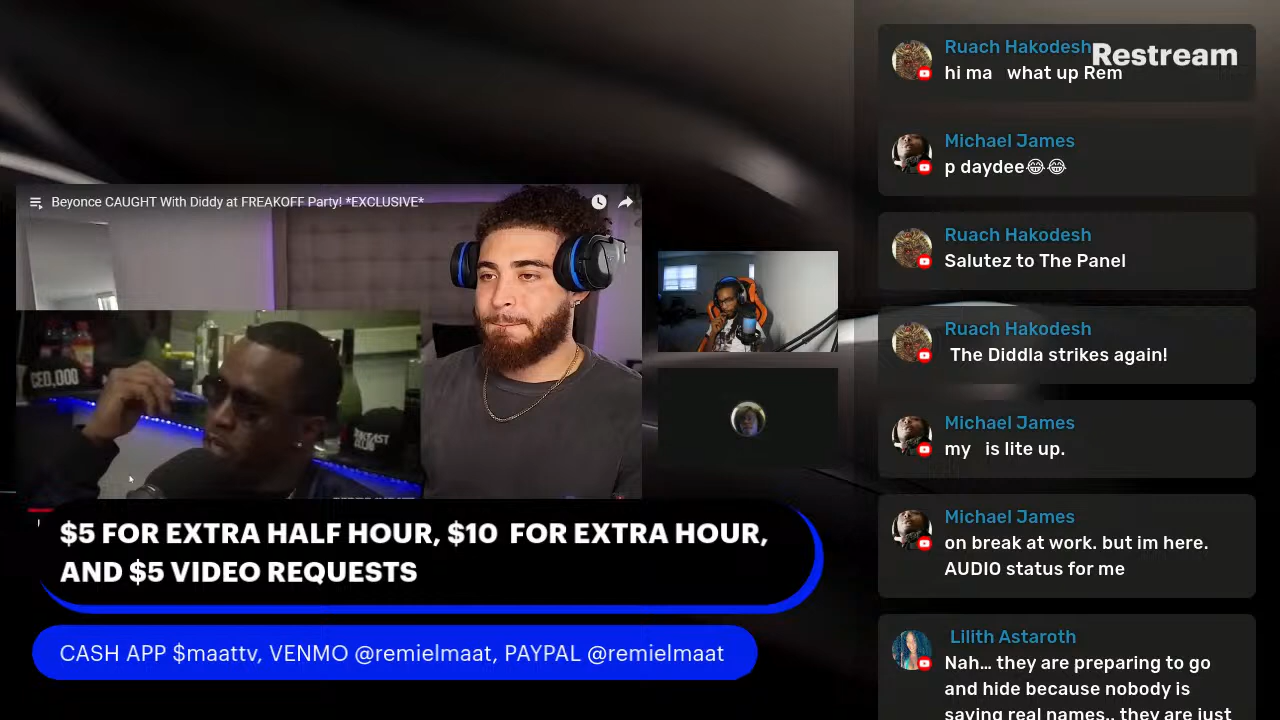 Beyonce CAUGHT With Diddy at FREAKOFF Party! *EXCLUSIVE*
CEO,000
$5 FOR EXTRA HALF HOUR, $10 FOR EXTRA HOUR,
AND $5 VIDEO REQUESTS
CASH APP $maattv, VENMO @remielmaat, PAYPAL @remielmaat
Restream
Ruach Hakodesh
hi ma what up Rem
Michael James
p daydee😂😂
Ruach Hakodesh
Salutez to The Panel
Ruach Hakodesh
The Diddla strikes again!
Michael James
my is lite up.
Michael James
on break at work. but im here.
AUDIO status for me
Lilith Astaroth
Nah... they are preparing to go
and hide because nobody is
saying real names.. they are just